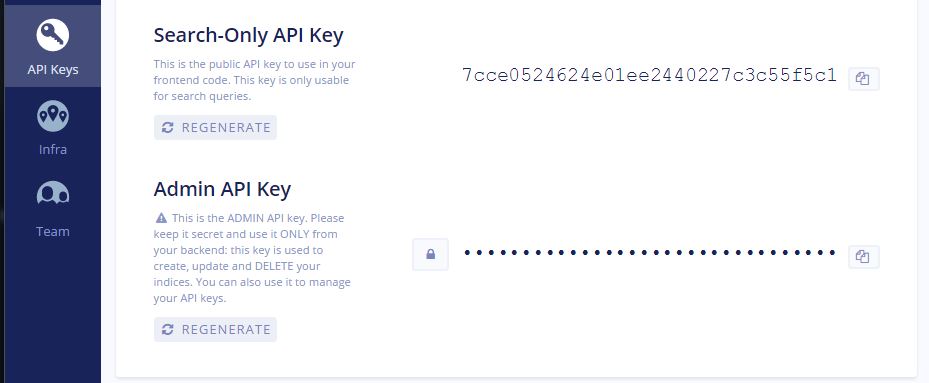 API Keys
Infra
Team
Search-Only API Key
This is the public API key to use in your
frontend code. This key is only usable
for search queries.
REGENERATE
7cce0524624e01ee2440227c3c55f5c1
Admin API Key
This is the ADMIN API key. Please
keep it secret and use it ONLY from
your backend: this key is used to
create, update and DELETE your
indices. You can also use it to manage
your API keys.
REGENERATE
••••••••••••••••••••••••••••••••